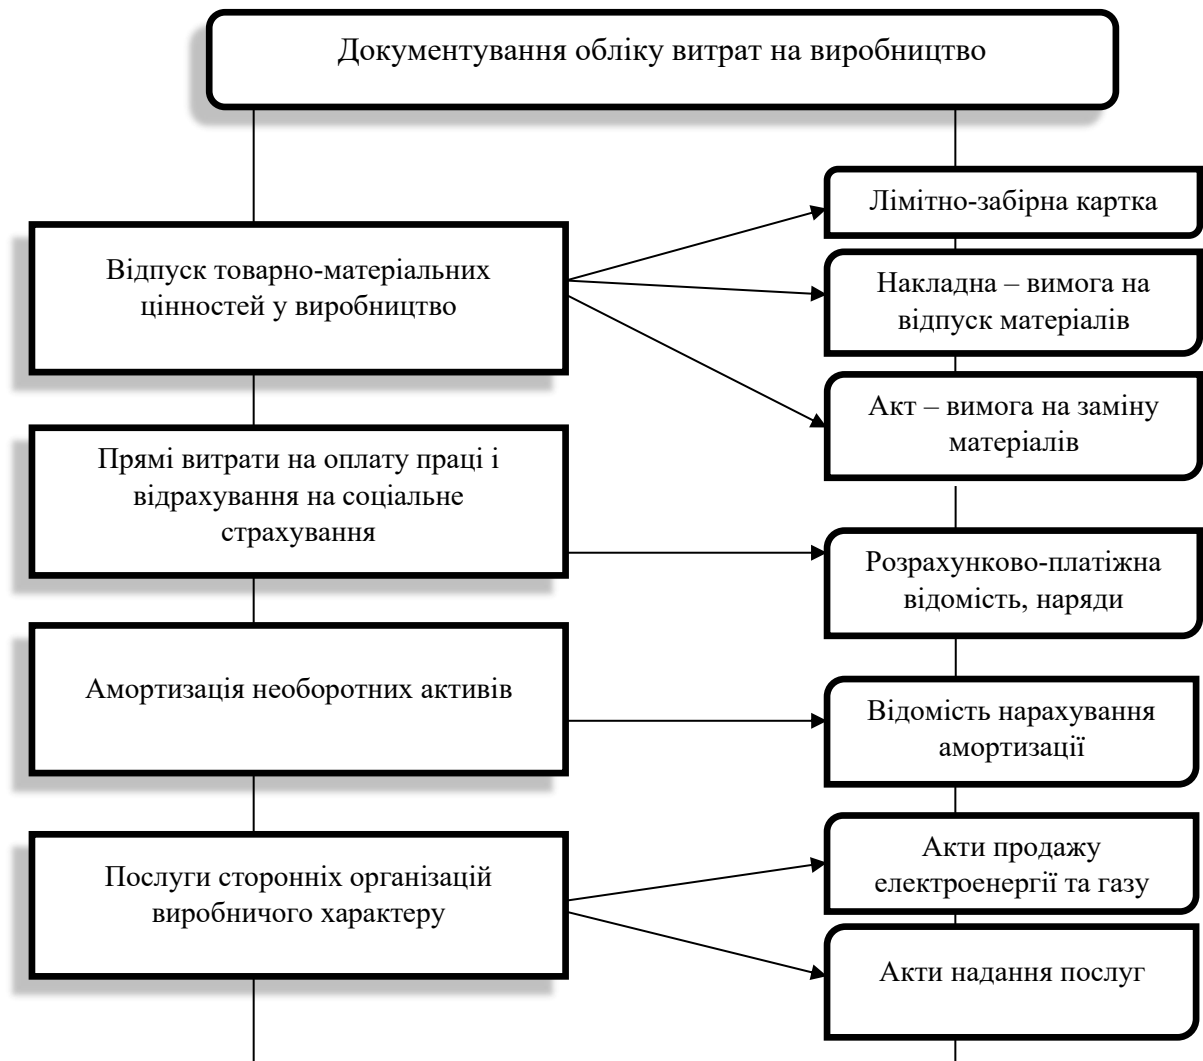 Документування обліку витрат на виробництво
Відпуск товарно-матеріальних
цінностей у виробництво
Лімітно-забірна картка
Накладна – вимога на
відпуск матеріалів
Акт – вимога на заміну
матеріалів
Прямі витрати на оплату праці і
відрахування на соціальне
страхування
Розрахунково-платіжна
відомість, наряди
Амортизація необоротних активів
Відомість нарахування
амортизації
Послуги сторонніх організацій
виробничого характеру
Акти продажу
електроенергії та газу
Акти надання послуг